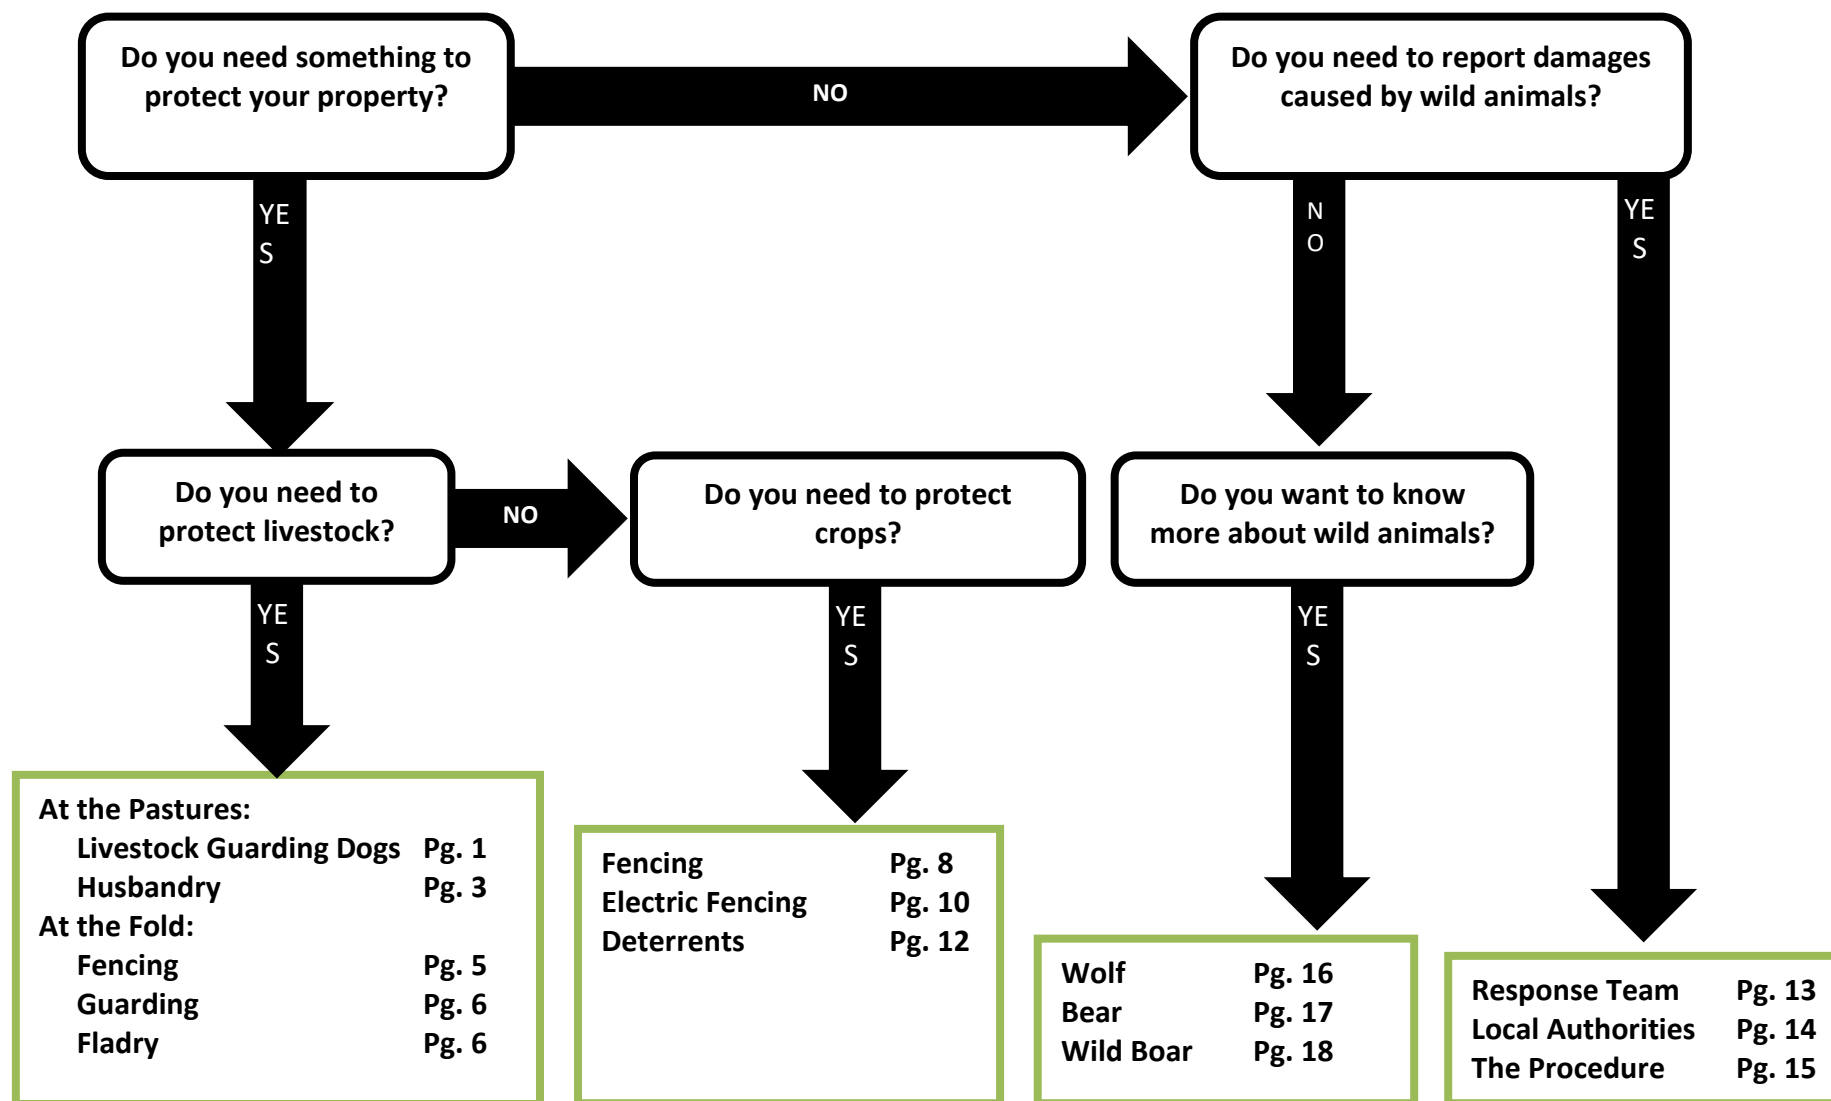 Do you need something to
protect your property?
NO
Do you need to report damages
caused by wild animals?
YE
S
N
O
YE
S
Do you need to
protect livestock?
NO
Do you need to protect
crops?
Do you want to know
more about wild animals?
YE
S
YE
S
YE
S
At the Pastures:
Livestock Guarding Dogs Pg. 1
Husbandry Pg. 3
At the Fold:
Fencing Pg. 5
Guarding Pg. 6
Fladry Pg. 6
Fencing Pg. 8
Electric Fencing Pg. 10
Deterrents Pg. 12
Wolf Pg. 16
Bear Pg. 17
Wild Boar Pg. 18
Response Team Pg. 13
Local Authorities Pg. 14
The Procedure Pg. 15